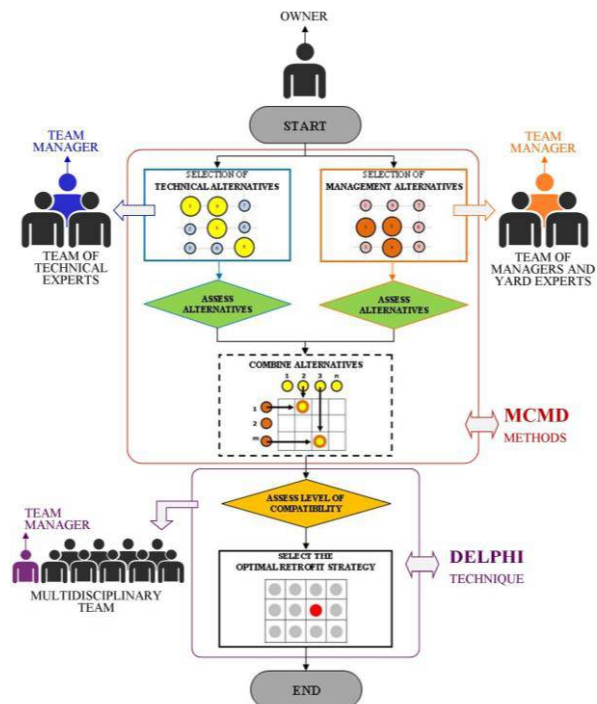 OWNER
START
TEAM
MANAGER
TEAM OF
TECHNICAL
EXPERTS
SELECTION OF
TECHNICAL ALTERNATIVES
SELECTION OF
MANAGEMENT ALTERNATIVES
TEAM
MANAGER
TEAM OF
MANAGERS AND
YARD EXPERTS
ASSESS
ALTERNATIVES
ASSESS
ALTERNATIVES
COMBINE ALTERNATIVES
1 2 3 n
1
2
m
MCMD
METHODS
ASSESS LEVEL OF
COMPATIBILITY
TEAM
MANAGER
MULTIDISCIPLINARY
TEAM
SELECT THE
OPTIMAL RETROFIT STRATEGY
DELPHI
TECHNIQUE
END